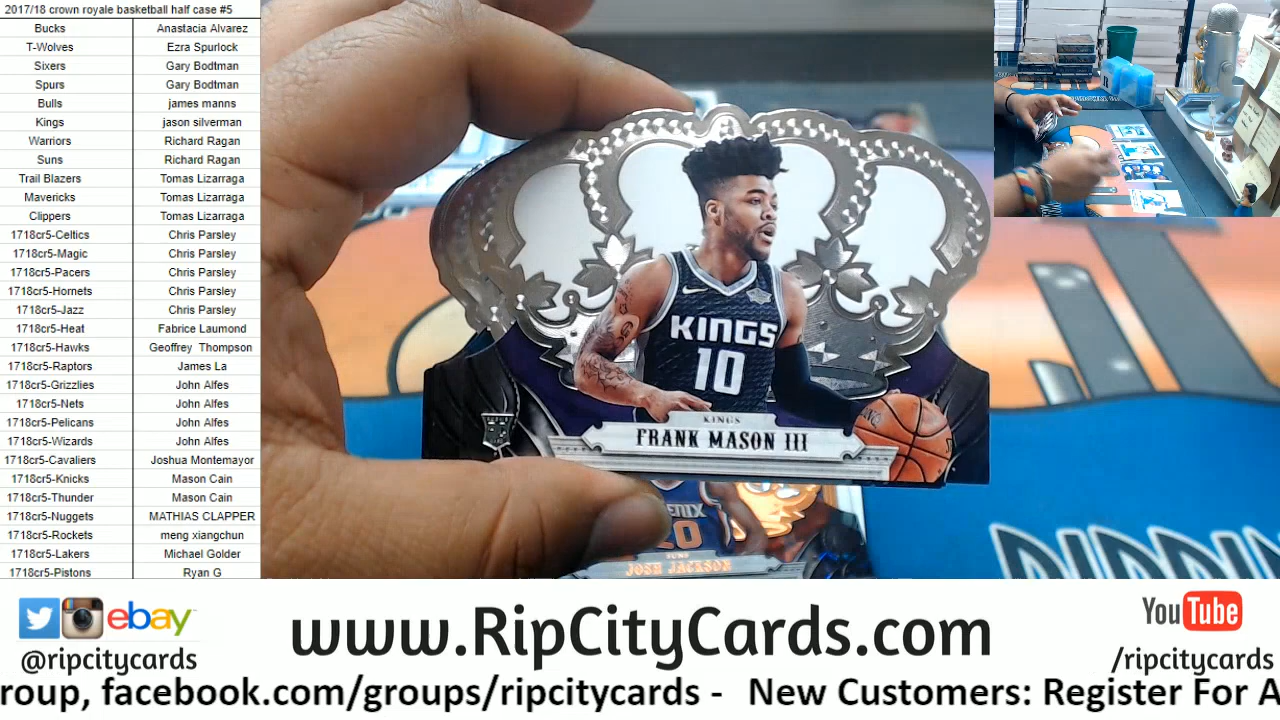 2017/18 crown royale basketball half case #5
Bucks Anastacia Alvarez
T-Wolves Ezra Spurlock
Sixers Gary Bodtman
Spurs Gary Bodtman
Bulls james manns
Kings jason silverman
Warriors Richard Ragan
Suns Richard Ragan
Trail Blazers Tomas Lizarraga
Mavericks Tomas Lizarraga
Clippers Tomas Lizarraga
1718cr5-Celtics Chris Parsley
1718cr5-Magic Chris Parsley
1718cr5-Pacers Chris Parsley
1718cr5-Hornets Chris Parsley
1718cr5-Jazz Chris Parsley
1718cr5-Heat Fabrice Laumond
1718cr5-Hawks Geoffrey Thompson
1718cr5-Raptors James La
1718cr5-Grizzlies John Alfes
1718cr5-Nets John Alfes
1718cr5-Pelicans John Alfes
1718cr5-Wizards John Alfes
1718cr5-Cavaliers Joshua Montemayor
1718cr5-Knicks Mason Cain
1718cr5-Thunder Mason Cain
1718cr5-Nuggets MATHIAS CLAPPER
1718cr5-Rockets meng xiangchun
1718cr5-Lakers Michael Golder
1718cr5-Pistons Ryan G
KINGS
10
KINGS
FRANK MASON III
20
SUNS
JOSH JACKSON
ebay
@ripcitycards
www.RipCityCards.com
YouTube
/ripcitycards
roup, facebook.com/groups/ripcitycards - New Customers: Register For A